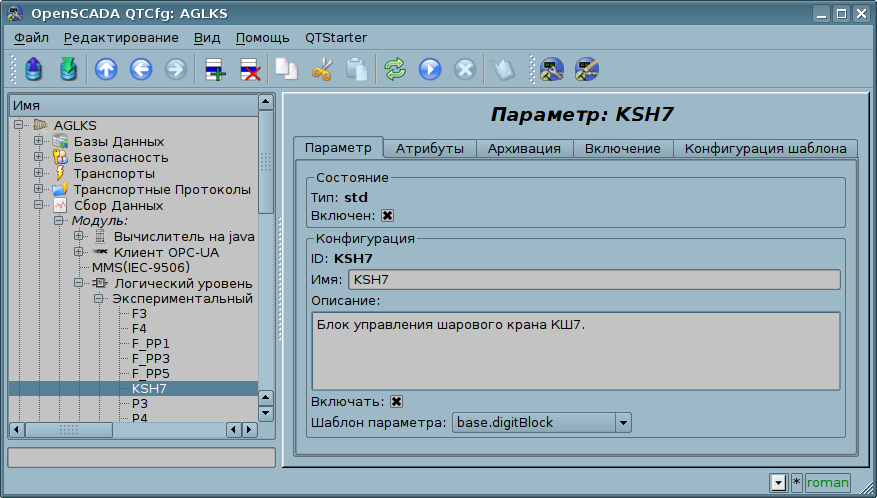 OpenSCADA QTCfg: AGLKS
Файл Редактирование Вид Помощь QTStarter
Имя
AGLKS
Базы Данных
Безопасность
Транспорты
Транспортные Протоколы
Сбор Данных
Модуль:
Вычислитель на java
Клиент OPC-UA
MMS(IEC-9506)
Логический уровень
Экспериментальный
F3
F4
F_PP1
F_PP3
F_PP5
KSH7
P3
P4
Параметр: KSH7
Параметр Атрибуты Архивация Включение Конфигурация шаблона
Состояние
Тип: std
Включен:
Конфигурация
ID: KSH7
Имя: KSH7
Описание:
Блок управления шарового крана КШ7.
Включать:
Шаблон параметра: base.digitBlock
* roman